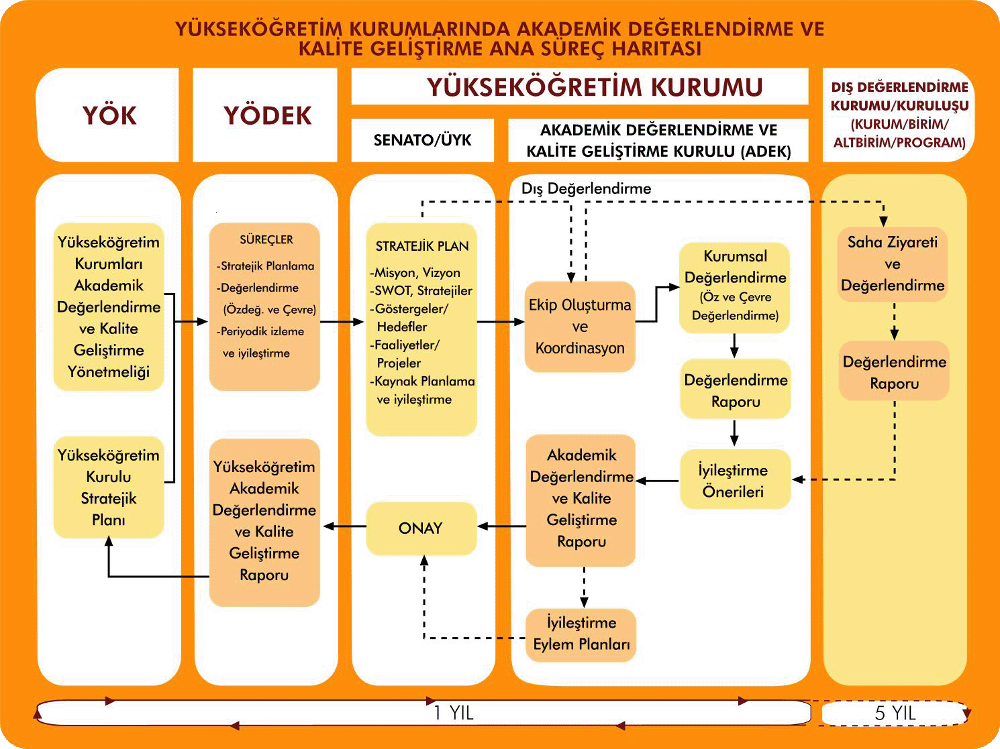 YÜKSEKÖĞRETİM KURUMLARINDA AKADEMİK DEĞERLENDİRME VE
KALİTE GELİŞTİRME ANA SÜREÇ HARITASI
YÖK
YÖDEK
YÜKSEKÖĞRETİM KURUMU
SENATO/ÜYK
AKADEMİK DEĞERLENDİRME VE
KALİTE GELİŞTİRME KURULU (ADEK)
DIŞ DEĞERLENDİRME
KURUMU/KURULUŞU
(KURUM/BİRİM/
ALTBİRİM/PROGRAM)
Yükseköğretim
Kurumları
Akademik
Değerlendirme
ve Kalite
Geliştirme
Yönetmeliği
Yükseköğretim
Kurulu
Stratejik
Planı
SÜREÇLER
-Stratejik Planlama
-Değerlendirme
(Özdeğ. ve Çevre)
-Periyodik izleme
ve iyileştirme
Yükseköğretim
Akademik
Değerlendirme
ve Kalite
Geliştirme
Raporu
STRATEJİK PLAN
-Misyon, Vizyon
-SWOT, Stratejiler
-Göstergeler/
Hedefler
-Faaliyetler/
Projeler
-Kaynak Planlama
ve iyileştirme
ONAY
Dış Değerlendirme
Ekip Oluşturma
ve
Koordinasyon
Kurumsal
Değerlendirme
(Öz ve Çevre
Değerlendirme)
Değerlendirme
Raporu
İyileştirme
Önerileri
Akademik
Değerlendirme
ve Kalite
Geliştirme
Raporu
İyileştirme
Eylem Planları
Saha Ziyareti
ve
Değerlendirme
Değerlendirme
Raporu
1 YIL
5 YIL